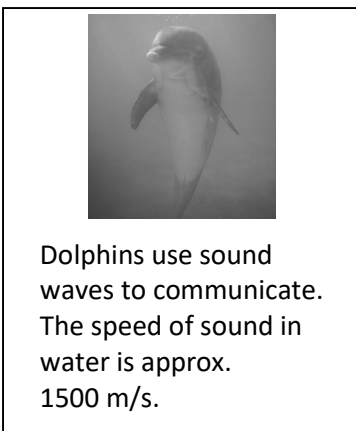 Dolphins use sound
waves to communicate.
The speed of sound in
water is approx.
1500 m/s.